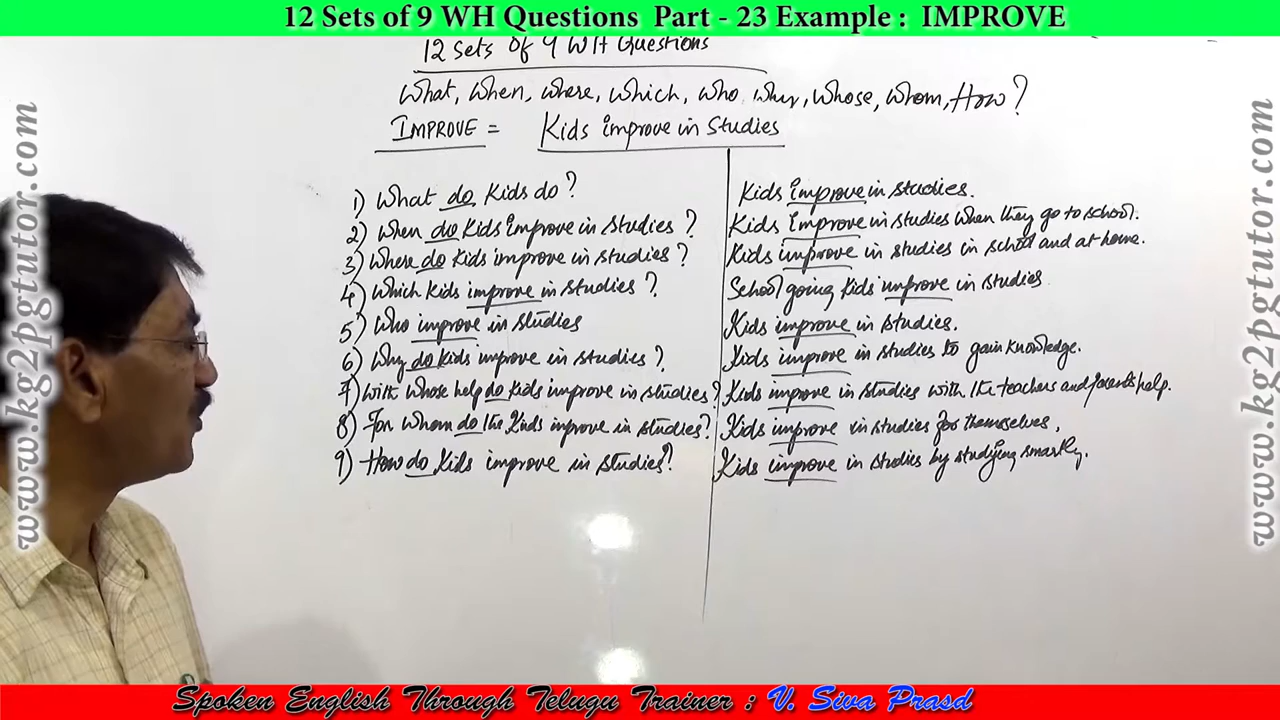 12 Sets of 9 WH Questions Part - 23 Example : IMPROVE
12 Sets of 9 WH Questions
What, When, Where, Which, Who, Why, Whose, Whom, How?
IMPROVE = Kids improve in Studies
1) What do Kids do? Kids improve in studies.
2) When do Kids Improve in Studies? Kids Improve in studies when they go to school.
3) Where do Kids improve in studies? Kids improve in studies in school and at home.
4) Which Kids improve in studies? School going Kids improve in studies
5) Who improve in studies Kids improve in studies.
6) Why do Kids improve in studies? Kids improve in studies to gain knowledge.
7) With whose help do Kids improve in studies? Kids improve in studies with the teachers and parents help.
8) For Whom do the Kids improve in studies? Kids improve in studies for themselves,
9) How do Kids improve in studies? Kids improve in studies by studying smartly.
www.kg2pgtutor.com
www.kg2pgtutor.com
Spoken English Through Telugu Trainer : V. Siva Prasd